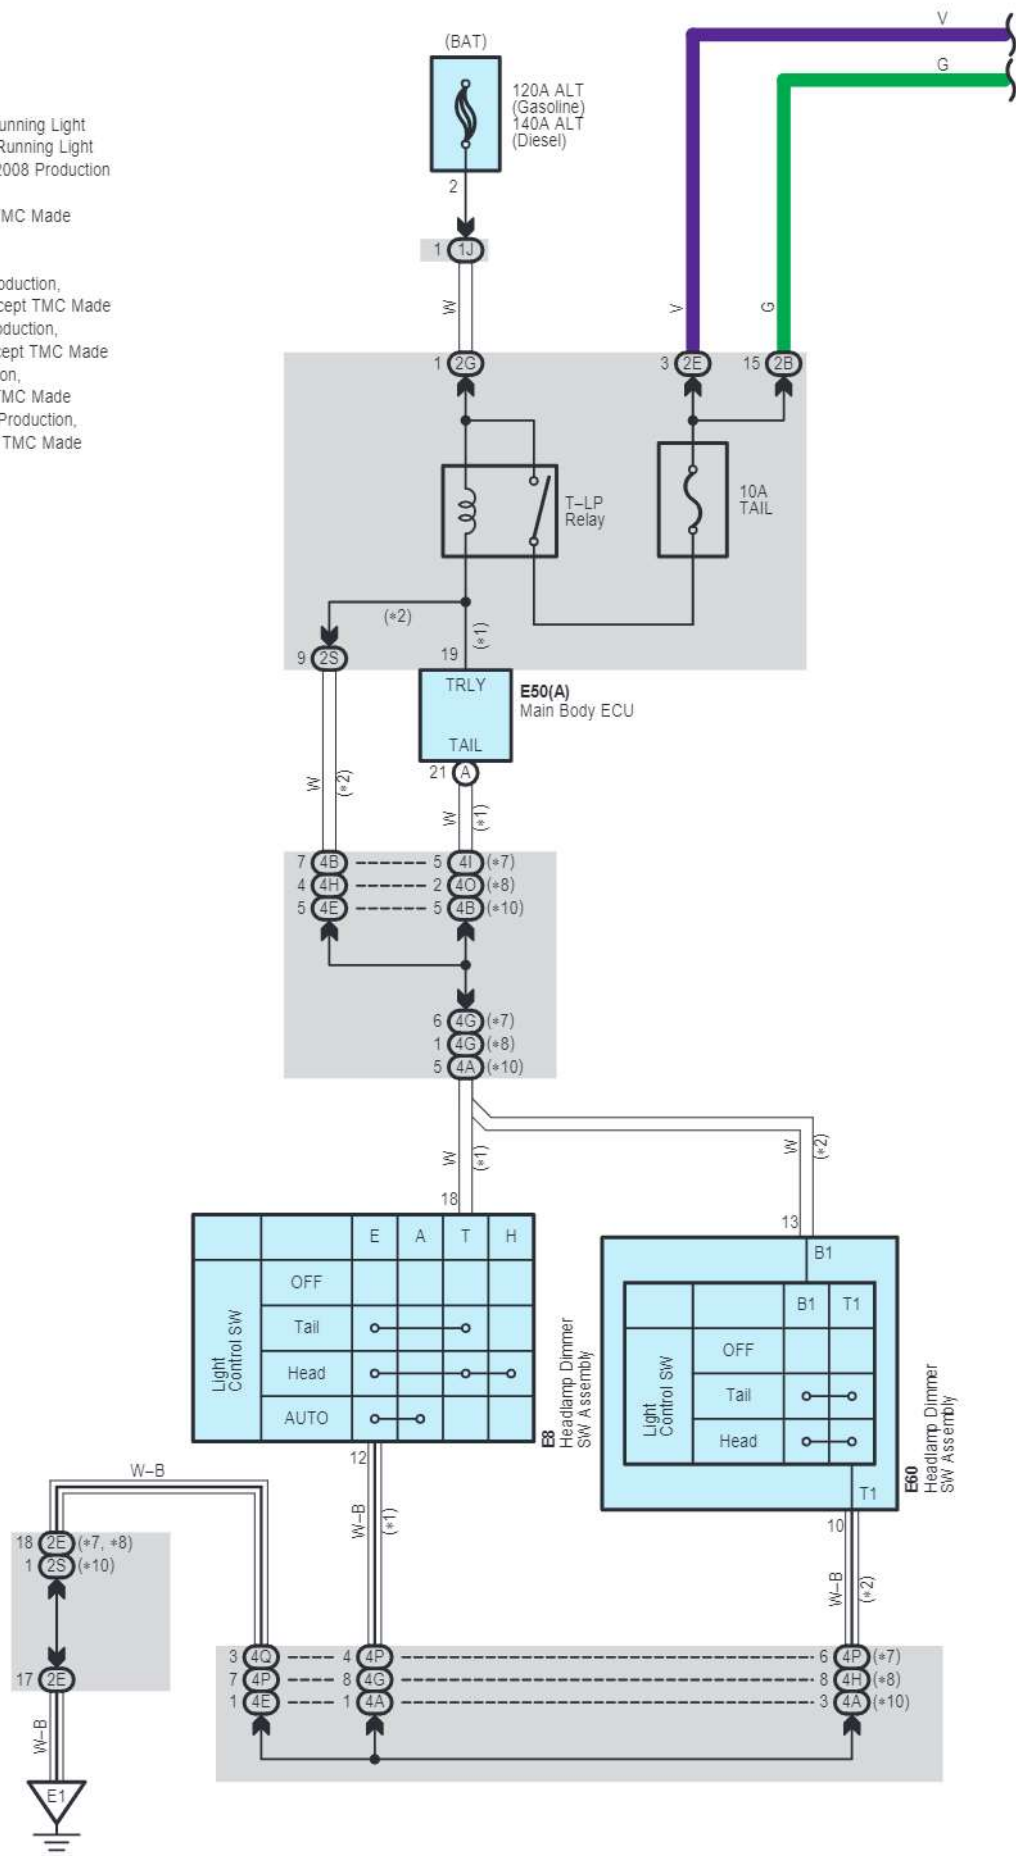 V
G
(BAT)
120A ALT
(Gasoline)
140A ALT
(Diesel)
unning Light
Running Light
2008 Production
TMC Made
oduction,
cept TMC Made
oduction,
cept TMC Made
on,
TMC Made
Production,
TMC Made
2
1 1J
W
V
G
1 2G
3 2E
15 2B
T-LP
Relay
10A
TAIL
(*2)
(*1)
9 2S
19
TRLY
E50(A)
Main Body ECU
TAIL
21 A
W
(*2)
W
(*1)
7 4B 5 4I (*7)
4 4H 2 4O (*8)
5 4E 5 4B (*10)
6 4G (*7)
1 4G (*8)
5 4A (*10)
W
(*1)
W
(*2)
18
13
E A T H
Light
Control SW
OFF
Tail
Head
AUTO
E8
Headlamp Dimmer
SW Assembly
B1
B1 T1
Light
Control SW
OFF
Tail
Head
T1
E60
Headlamp Dimmer
SW Assembly
12
10
W-B
W-B
(*1)
W-B
(*2)
18 2E (*7, *8)
1 2S (*10)
17 2E
W-B
E1
3 4Q 4 4P 6 4P (*7)
7 4P 8 4G 8 4H (*8)
1 4E 1 4A 3 4A (*10)